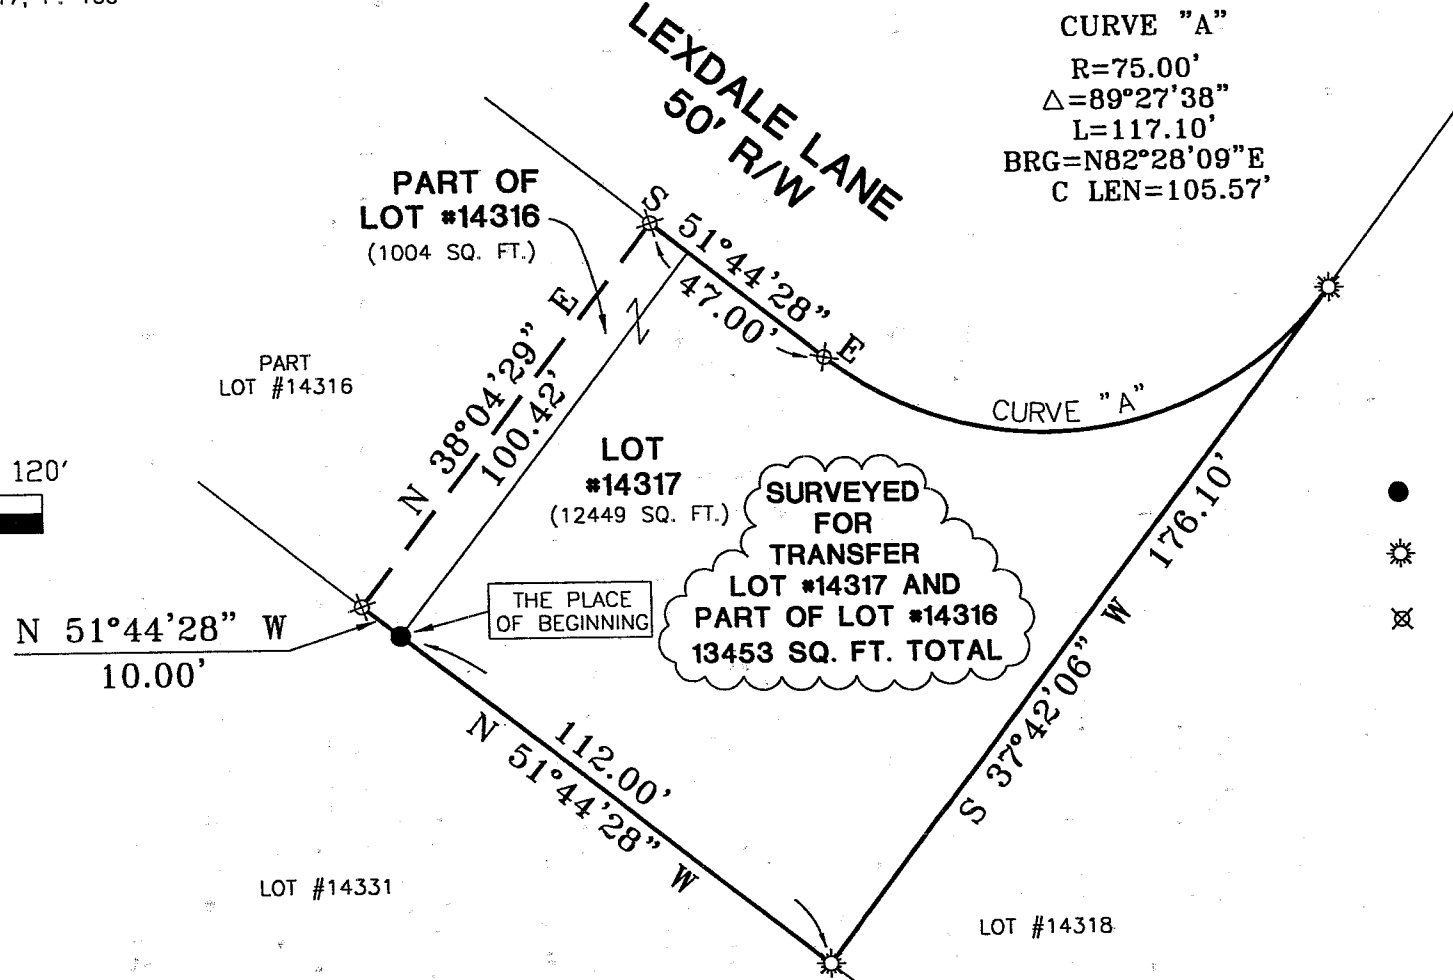 LEXDALE LANE
50' R/W
CURVE "A"
R=75.00'
△=89°27'38"
L=117.10'
BRG=N82°28'09"E
C LEN=105.57'
PART OF
LOT #14316
(1004 SQ. FT.)
S 51°44'28" E
47.00'
PART
LOT #14316
N 38°04'29" E
100.42'
CURVE "A"
120'
LOT
#14317
(12449 SQ. FT.)
SURVEYED
FOR
TRANSFER
LOT #14317 AND
PART OF LOT #14316
13453 SQ. FT. TOTAL
176.10'
S 37°42'06" W
THE PLACE
OF BEGINNING
N 51°44'28" W
10.00'
112.00'
N 51°44'28" W
LOT #14331
LOT #14318